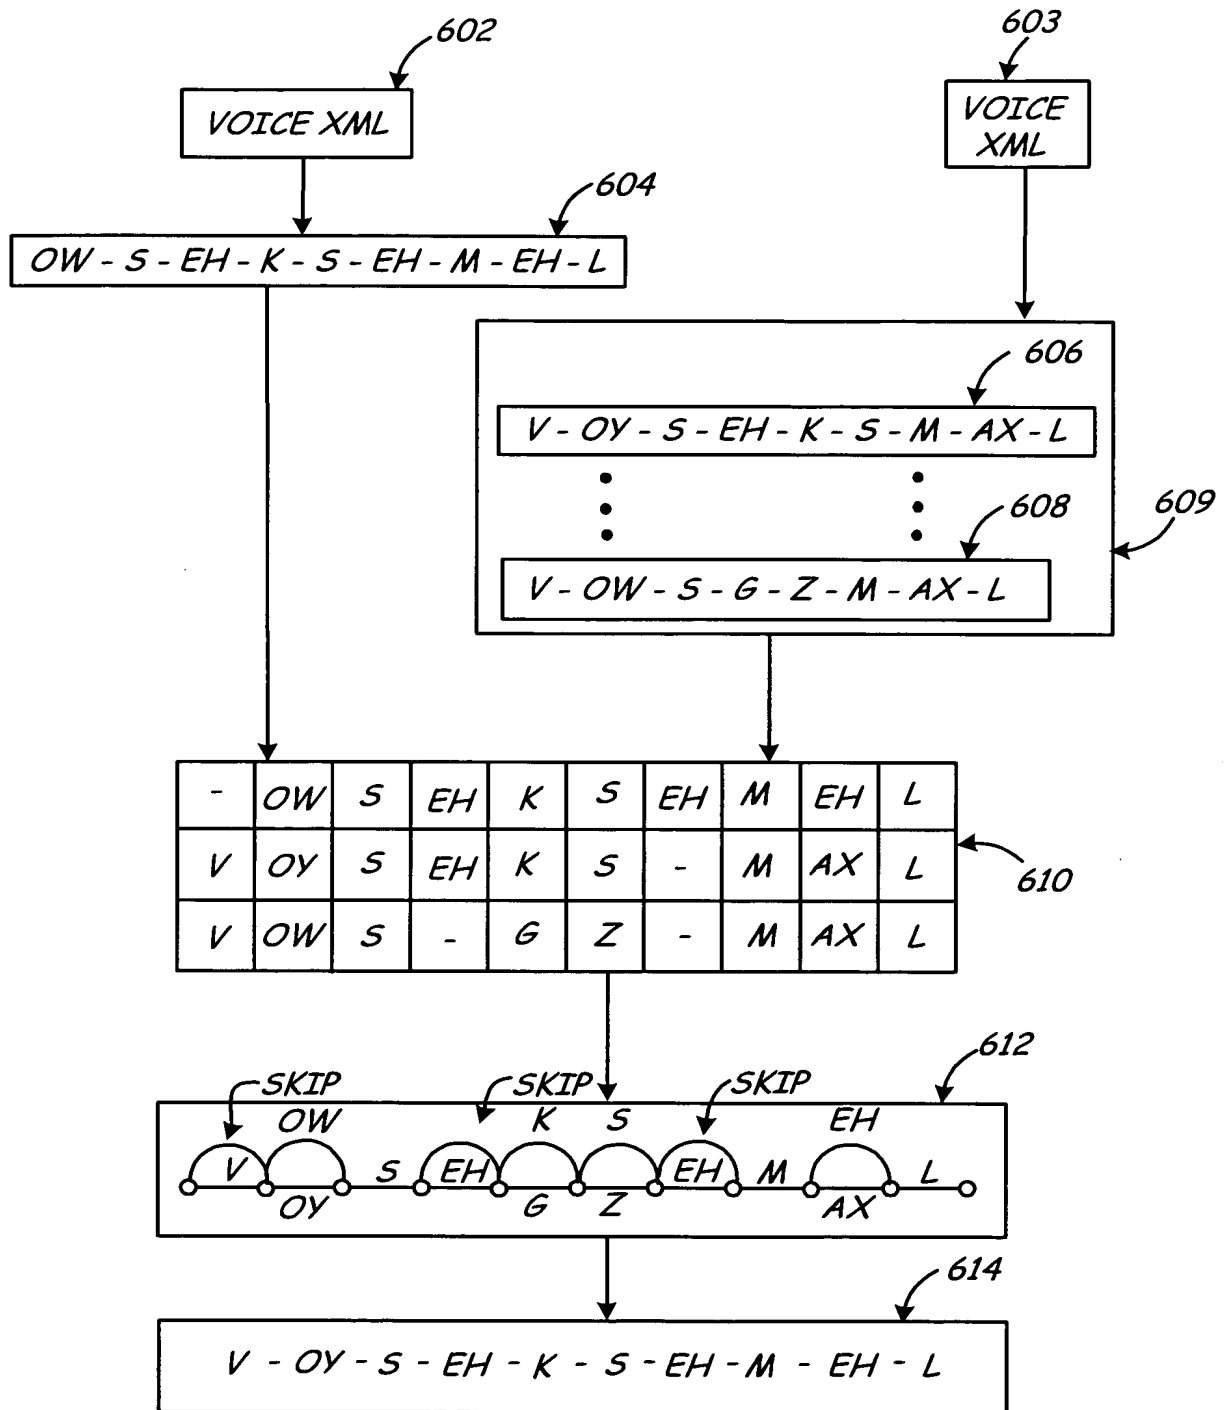 602
603
VOICE XML
VOICE
XML
604
OW - S - EH - K - S - EH - M - EH - L
606
V - OY - S - EH - K - S - M - AX - L
608
609
V - OW - S - G - Z - M - AX - L
- OW S EH K S EH M EH L
V OY S EH K S - M AX L
610
V OW S - G Z - M AX L
612
SKIP SKIP SKIP
OW K S EH
V S EH EH M L
OY G Z AX
614
V - OY - S - EH - K - S - EH - M - EH - L